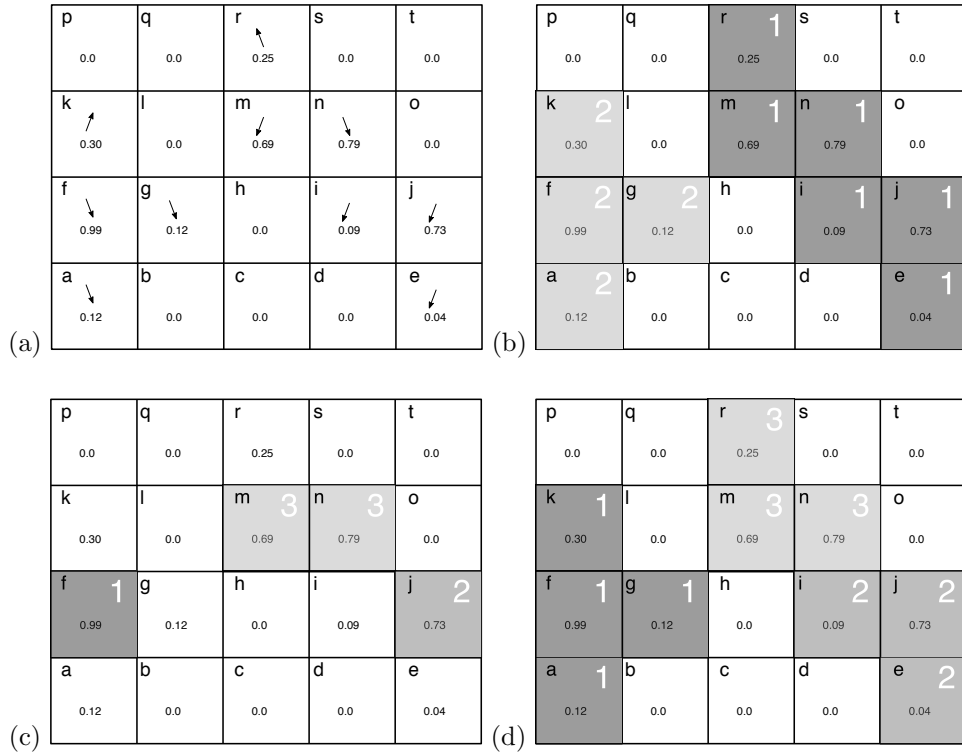 p q r s t
0.0 0.0 0.25 0.0 0.0
k l m n o
0.30 0.0 0.69 0.79 0.0
f g h i j
0.99 0.12 0.0 0.09 0.73
a b c d e
0.12 0.0 0.0 0.0 0.04
(a)
p q r 1 s t
0.0 0.0 0.25 0.0 0.0
k 2 l m 1 n 1 o
0.30 0.0 0.69 0.79 0.0
f 2 g 2 h i 1 j 1
0.99 0.12 0.0 0.09 0.73
a 2 b c d e 1
0.12 0.0 0.0 0.0 0.04
(b)
p q r s t
0.0 0.0 0.25 0.0 0.0
k l m 3 n 3 o
0.30 0.0 0.69 0.79 0.0
f 1 g h i j 2
0.99 0.12 0.0 0.09 0.73
a b c d e
0.12 0.0 0.0 0.0 0.04
(c)
p q r 3 s t
0.0 0.0 0.25 0.0 0.0
k 1 l m 3 n 3 o
0.30 0.0 0.69 0.79 0.0
f 1 g 1 h i 2 j 2
0.99 0.12 0.0 0.09 0.73
a 1 b c d e 2
0.12 0.0 0.0 0.0 0.04
(d)